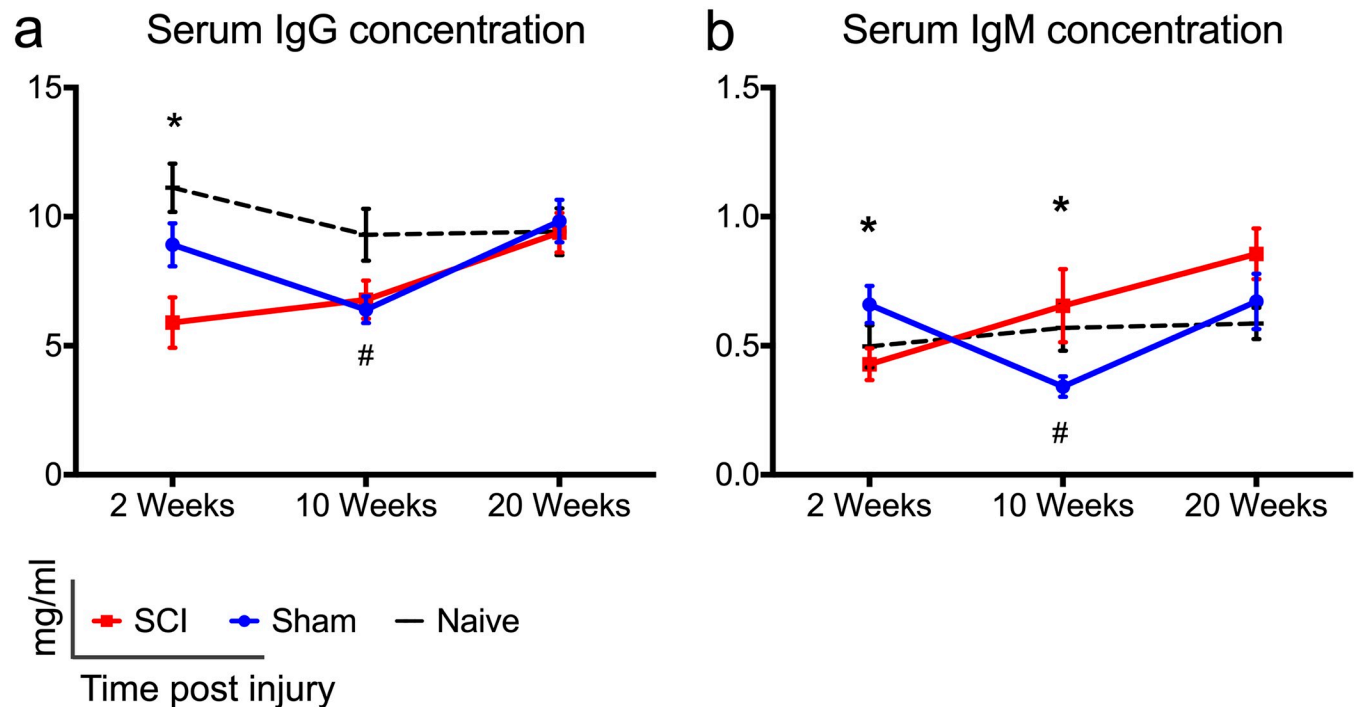 a Serum IgG concentration
15
10
5
0
*
#
2 Weeks 10 Weeks 20 Weeks
b Serum IgM concentration
1.5
1.0
0.5
0.0
* *
#
2 Weeks 10 Weeks 20 Weeks
mg/ml
SCI Sham Naive
Time post injury